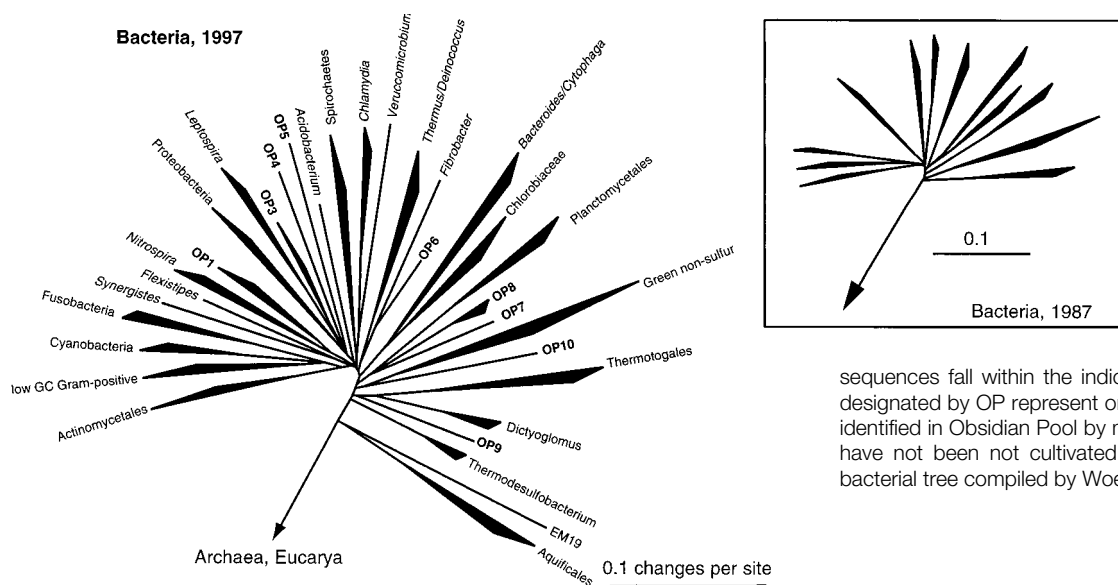 Bacteria, 1997
Actinomycetales
low GC Gram-positive
Cyanobacteria
Fusobacteria
Synergistes
Flexistipes
Nitrospira
OP1
Proteobacteria
Leptospira
OP3
OP4
OP5
Acidobacterium
Spirochaetes
Chlamydia
Veruccomicrobium
Thermus/Deinococcus
Fibrobacter
OP6
Bacteroides/Cytophaga
Chlorobiaceae
Planctomycetales
OP8
OP7
Green non-sulfur
OP10
Thermotogales
Dictyoglomus
OP9
Thermodesulfobacterium
EM19
Aquificales
Archaea, Eucarya
0.1 changes per site
0.1
Bacteria, 1987
sequences fall within the indic
designated by OP represent
identified in Obsidian Pool by
have not been not cultivated
bacterial tree compiled by Woe